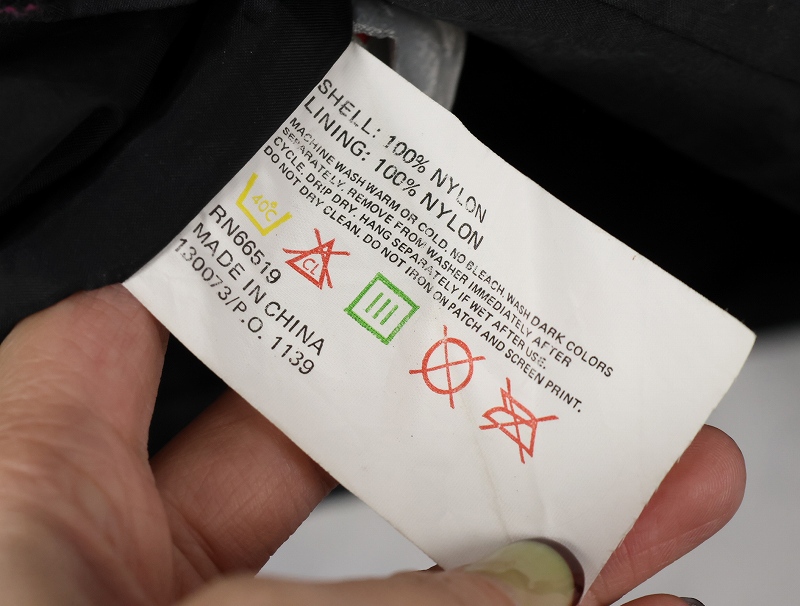 SHELL: 100% NYLON
LINING: 100% NYLON
MACHINE WASH WARM OR COLD. NO BLEACH WASH DARK COLORS
SEPARATELY. REMOVE FROM WASHER IMMEDIATELY AFTER
CYCLE. DRIP DRY. HANG SEPARATELY IF WET AFTER USE.
DO NOT DRY CLEAN. DO NOT IRON ON PATCH AND SCREEN PRINT.
40°C
CL
RN66519
MADE IN CHINA
130073/P.O. 1139